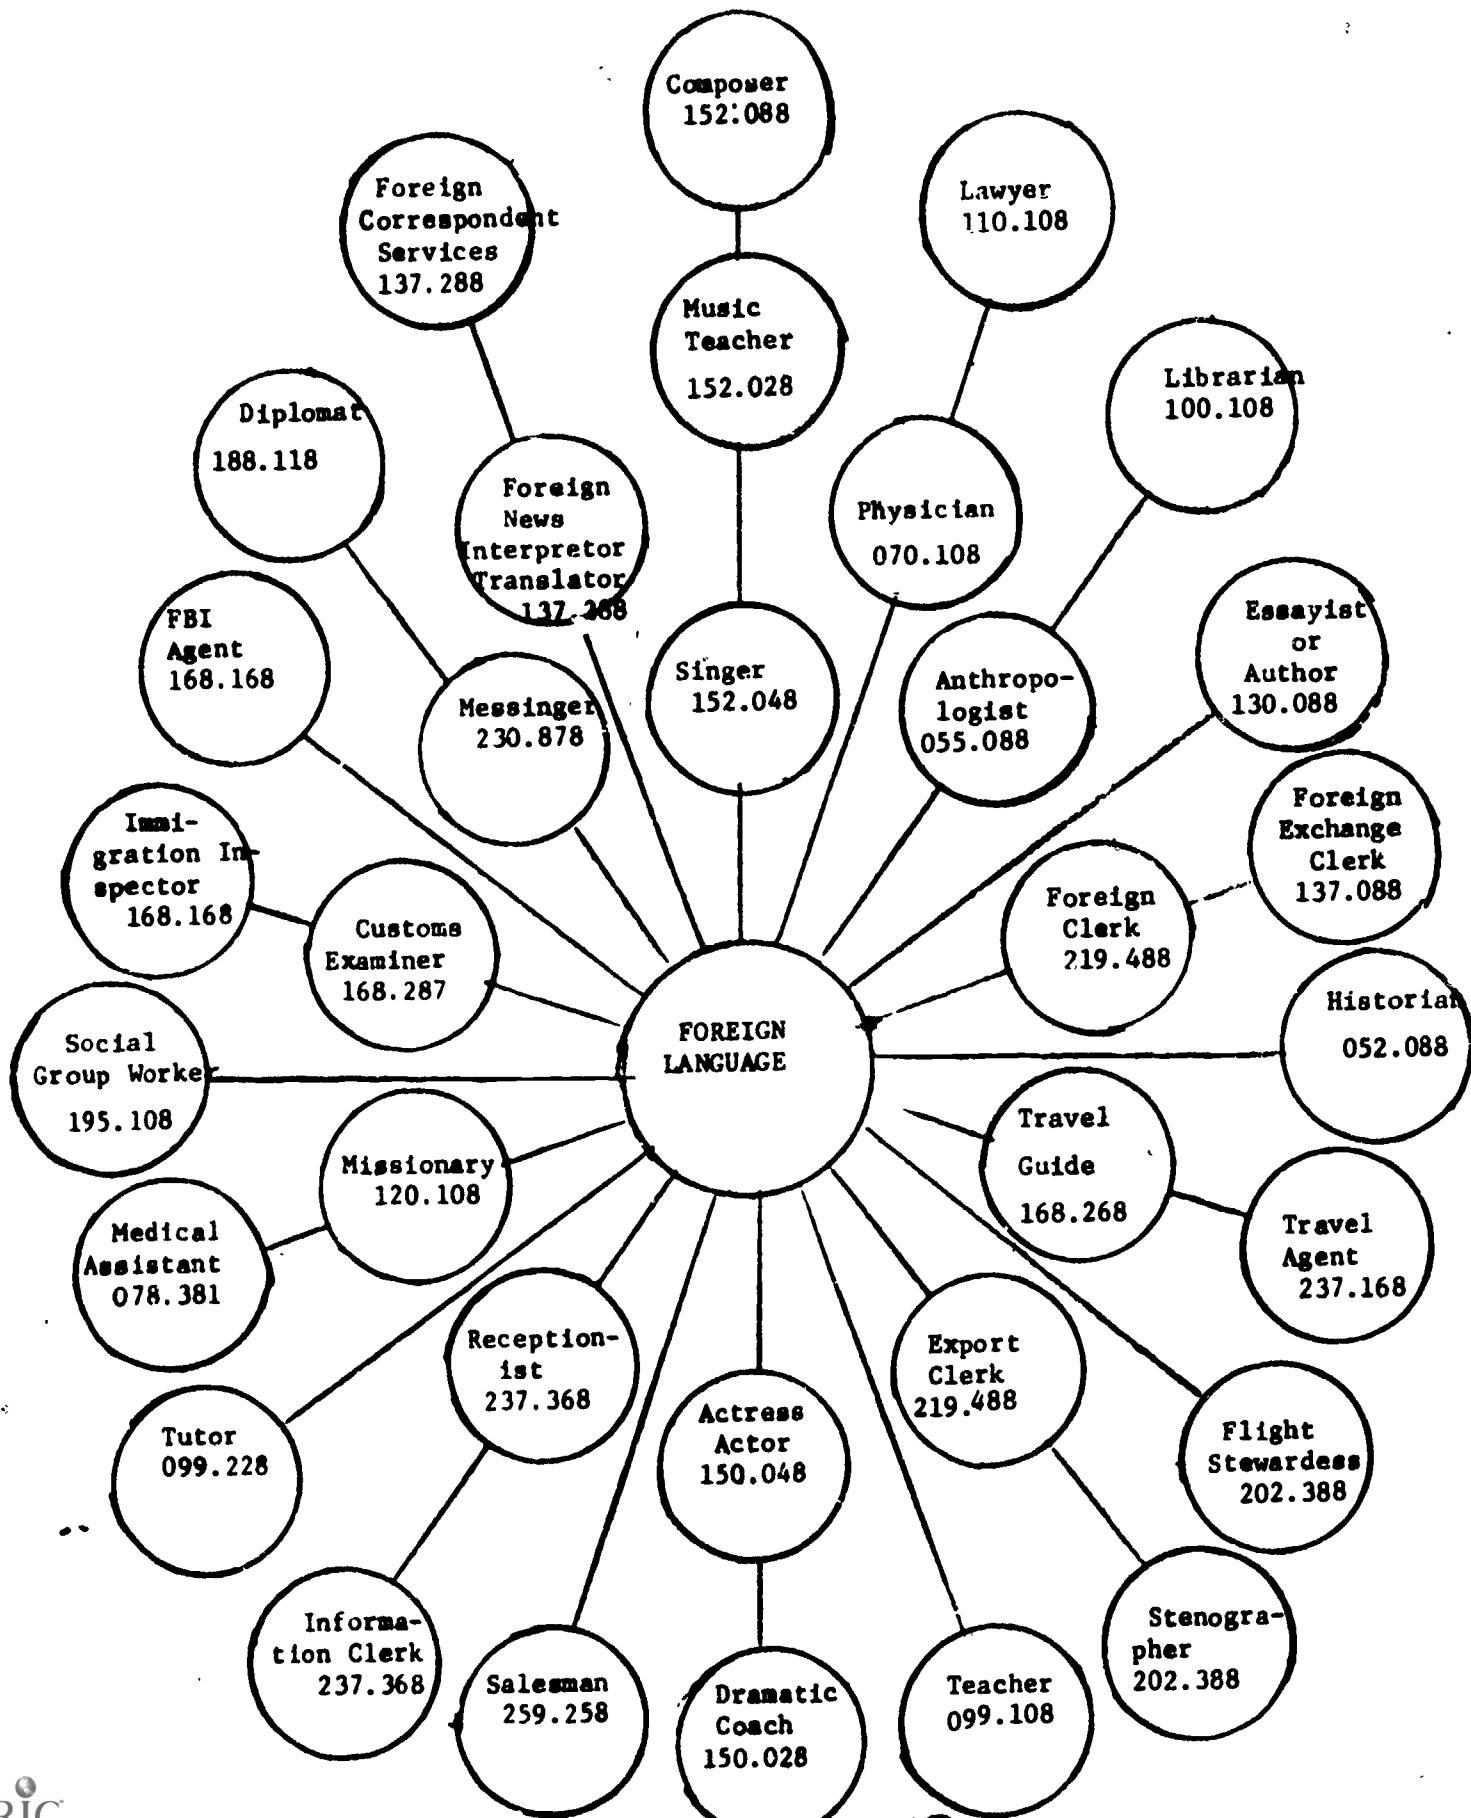 Composer
152.088
Foreign
Correspondent
Services
137.288
Lawyer
110.108
Music
Teacher
152.028
Librarian
100.108
Diplomat
188.118
Foreign
News
Interpretor
Translator
137.288
Physician
070.108
FBI
Agent
168.168
Essayist
or
Author
130.088
Messinger
230.878
Singer
152.048
Anthropo-
logist
055.088
Immi-
gration In-
spector
168.168
Foreign
Exchange
Clerk
137.088
Customs
Examiner
168.287
Foreign
Clerk
219.488
Social
Group Worker
195.108
FOREIGN
LANGUAGE
Historian
052.088
Missionary
120.108
Travel
Guide
168.268
Medical
Assistant
078.381
Travel
Agent
237.168
Reception-
ist
237.368
Export
Clerk
219.488
Tutor
099.228
Actress
Actor
150.048
Flight
Stewardess
202.388
Informa-
tion Clerk
237.368
Salesman
259.258
Dramatic
Coach
150.028
Teacher
099.108
Stenogra-
pher
202.388